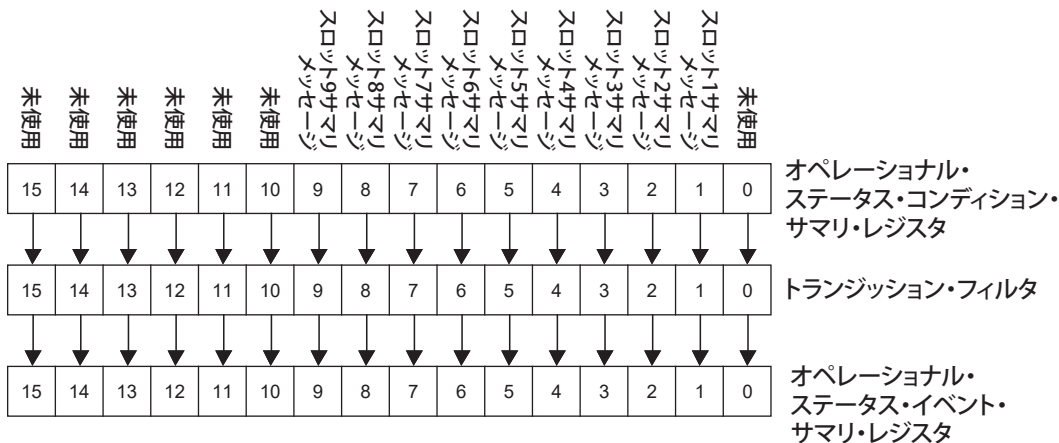 未使用
未使用
未使用
未使用
未使用
未使用
スロット9サマリ
メッセージ
スロット8サマリ
メッセージ
スロット7サマリ
メッセージ
スロット6サマリ
メッセージ
スロット5サマリ
メッセージ
スロット4サマリ
メッセージ
スロット3サマリ
メッセージ
スロット2サマリ
メッセージ
スロット1サマリ
メッセージ
未使用
15 14 13 12 11 10 9 8 7 6 5 4 3 2 1 0
オペレーショナル・
ステータス・コンディション・
サマリ・レジスタ
15 14 13 12 11 10 9 8 7 6 5 4 3 2 1 0
トランジッション・フィルタ
15 14 13 12 11 10 9 8 7 6 5 4 3 2 1 0
オペレーショナル・
ステータス・イベント・
サマリ・レジスタ